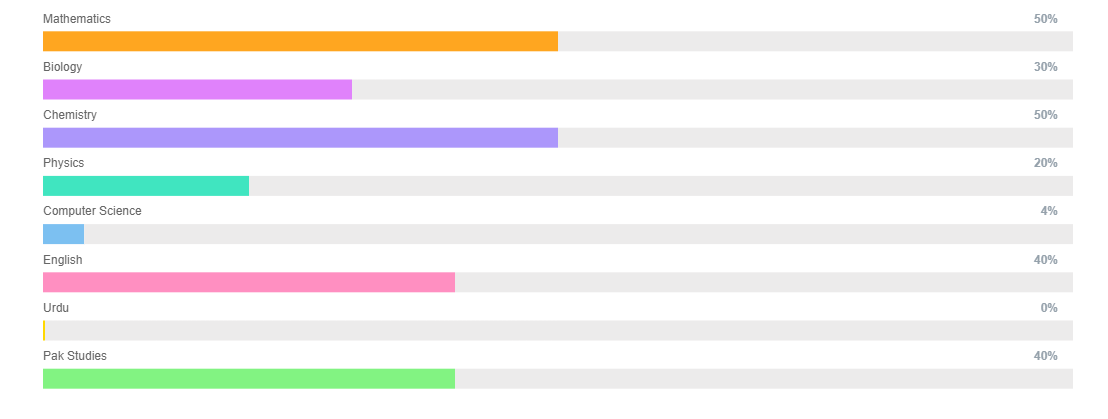 Mathematics 50%
Biology 30%
Chemistry 50%
Physics 20%
Computer Science 4%
English 40%
Urdu 0%
Pak Studies 40%